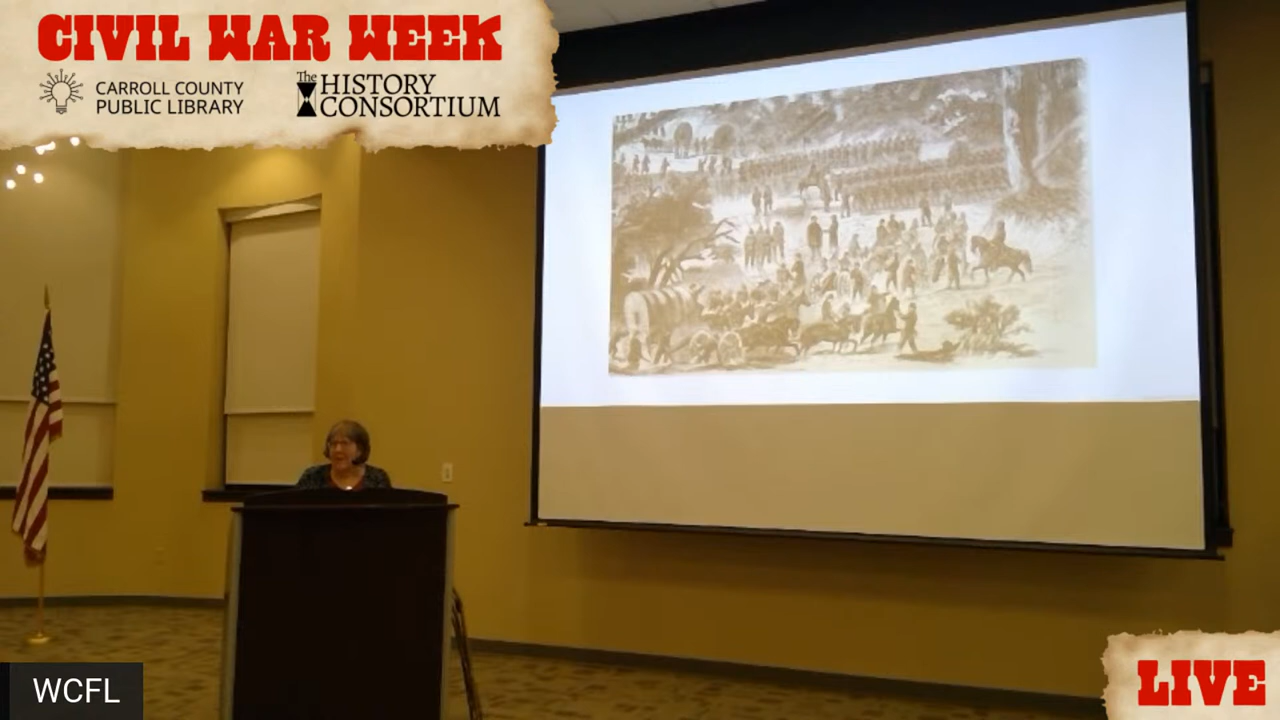 CIVIL WAR WEEK
CARROLL COUNTY
PUBLIC LIBRARY
The HISTORY
CONSORTIUM
WCFL
LIVE